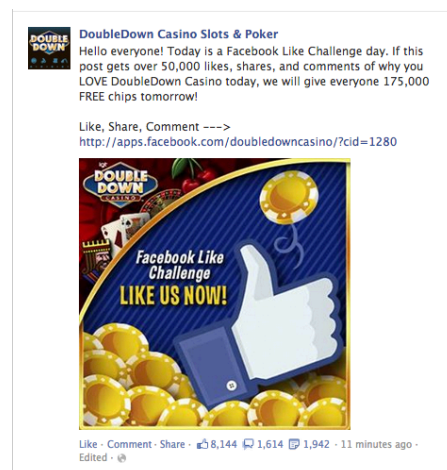 DOUBLE
DOWN
DoubleDown Casino Slots & Poker
Hello everyone! Today is a Facebook Like Challenge day. If this
post gets over 50,000 likes, shares, and comments of why you
LOVE DoubleDown Casino today, we will give everyone 175,000
FREE chips tomorrow!
Like, Share, Comment --->
http://apps.facebook.com/doubledowncasino/?cid=1280
DOUBLE
DOWN
CASINO
Facebook Like
Challenge
LIKE US NOW!
Like · Comment · Share · 8,144 1,614 1,942 · 11 minutes ago ·
Edited ·